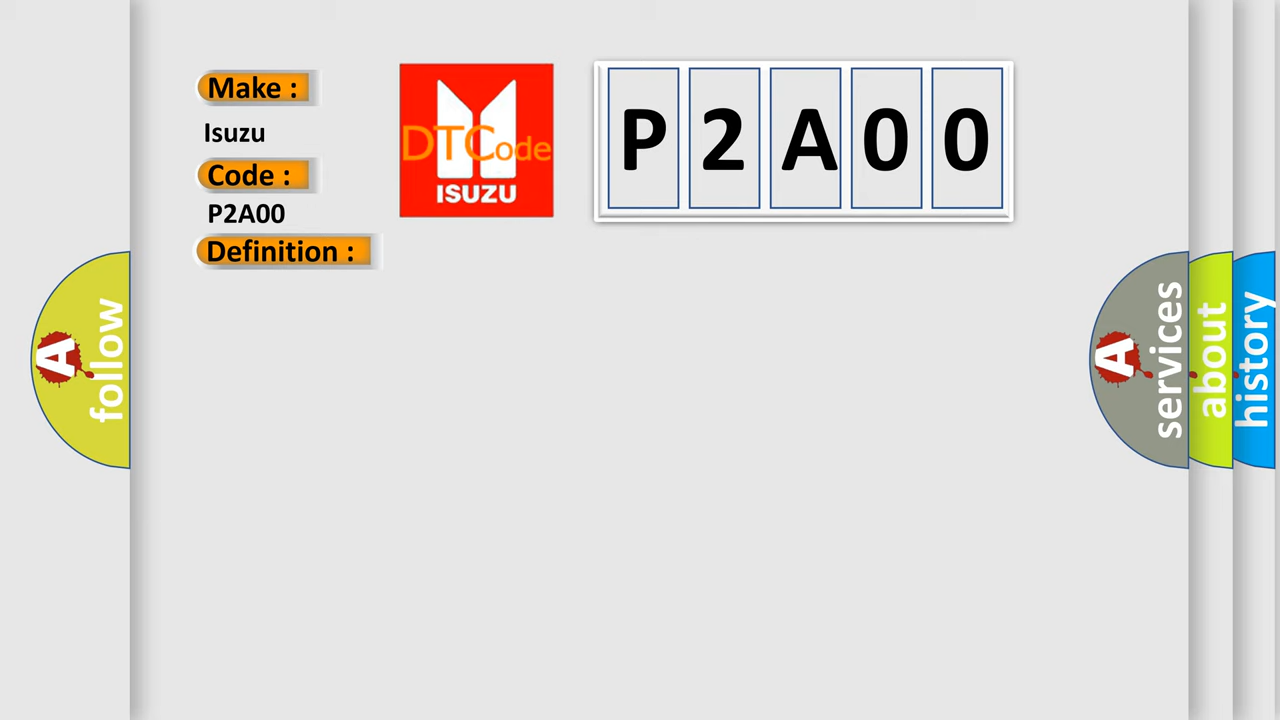 Make :
Isuzu
Code :
P2A00
Definition :
DTCode
ISUZU
P 2 A 0 0
A follow
A services
about
history